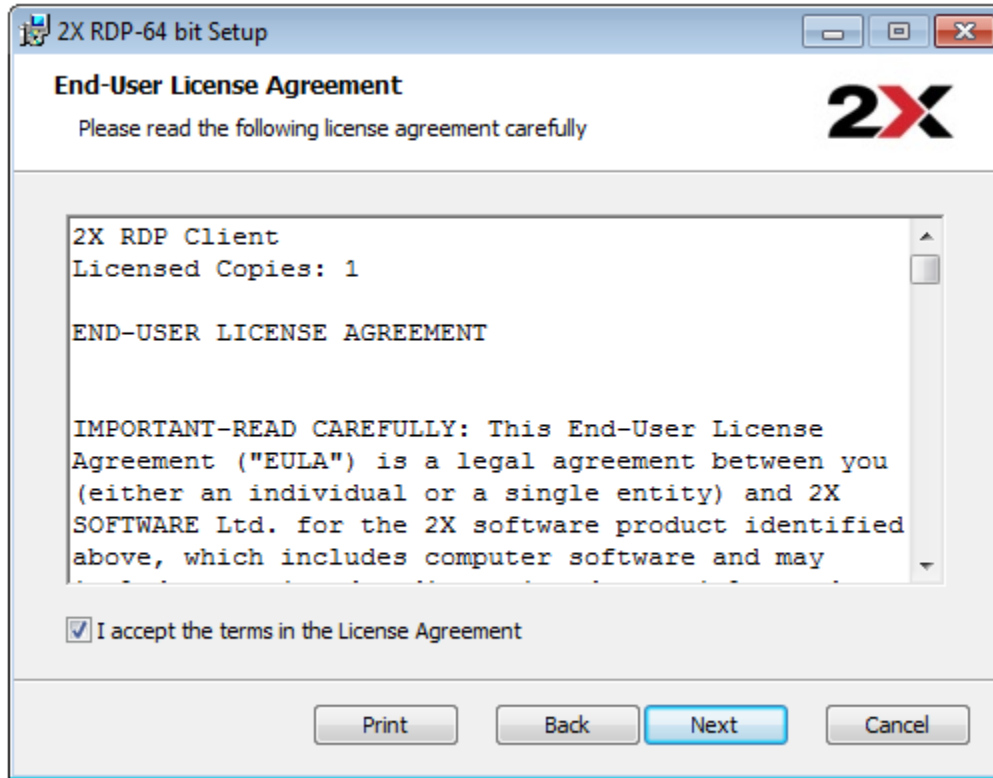 2X RDP-64 bit Setup
End-User License Agreement
Please read the following license agreement carefully
2X
2X RDP Client
Licensed Copies: 1
END-USER LICENSE AGREEMENT
IMPORTANT-READ CAREFULLY: This End-User License
Agreement ("EULA") is a legal agreement between you
(either an individual or a single entity) and 2X
SOFTWARE Ltd. for the 2X software product identified
above, which includes computer software and may
I accept the terms in the License Agreement
Print Back Next Cancel